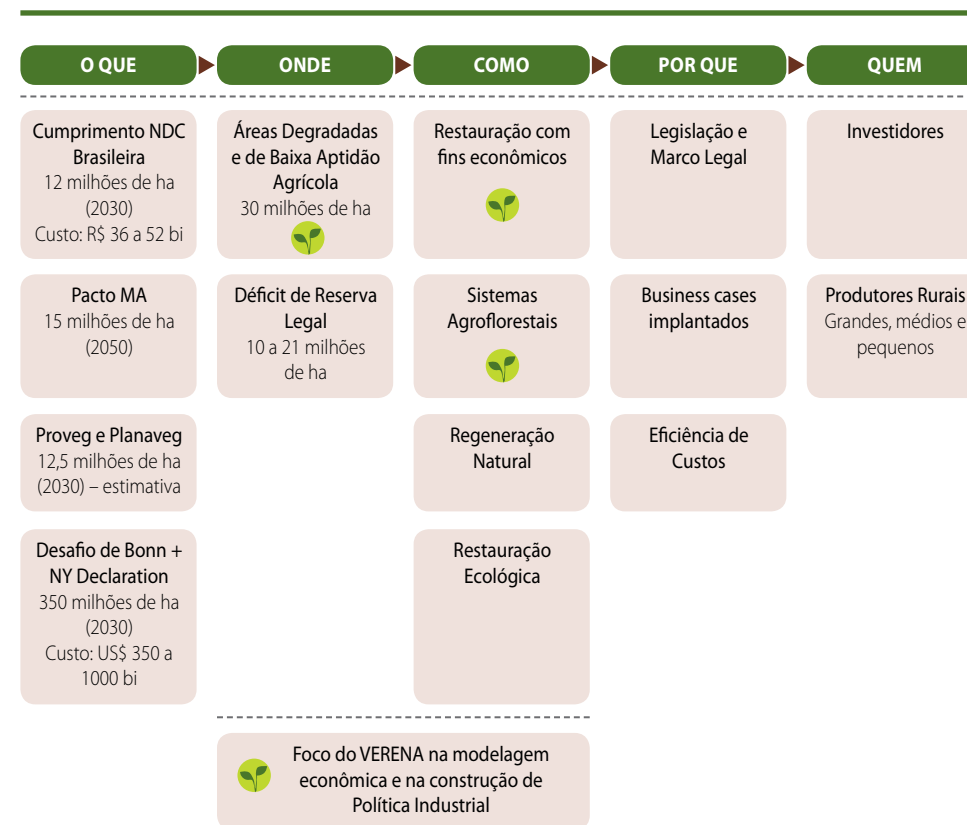 O QUE
ONDE
COMO
POR QUE
QUEM
Cumprimento NDC
Brasileira
12 milhões de ha
(2030)
Custo: R$ 36 a 52 bi
Áreas Degradadas
e de Baixa Aptidão
Agrícola
30 milhões de ha
Restauração com
fins econômicos
Legislação e
Marco Legal
Investidores
Pacto MA
15 milhões de ha
(2050)
Déficit de Reserva
Legal
10 a 21 milhões
de ha
Sistemas
Agroflorestais
Business cases
implantados
Produtores Rurais
Grandes, médios e
pequenos
Proveg e Planaveg
12,5 milhões de ha
(2030) – estimativa
Regeneração
Natural
Eficiência de
Custos
Desafio de Bonn +
NY Declaration
350 milhões de ha
(2030)
Custo: US$ 350 a
1000 bi
Restauração
Ecológica
Foco do VERENA na modelagem
econômica e na construção de
Política Industrial